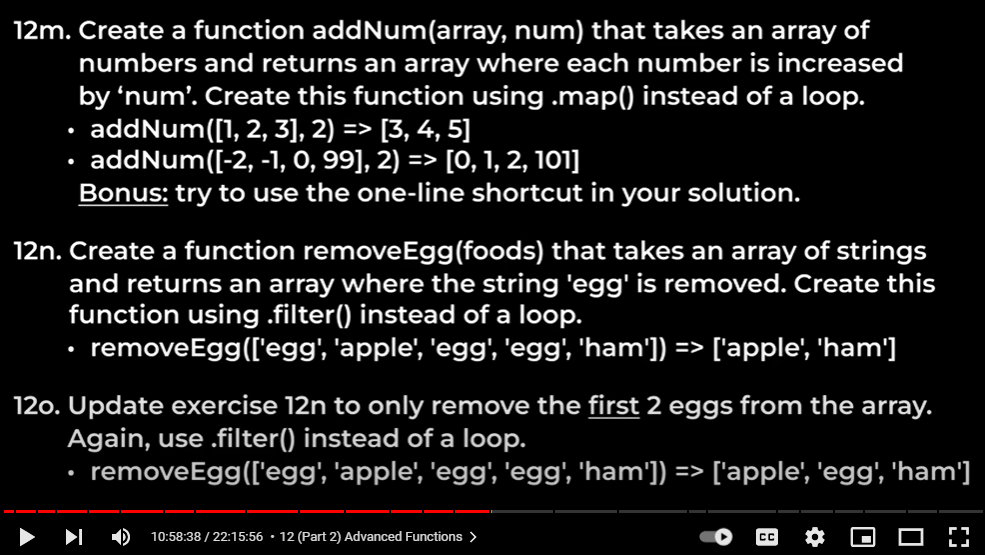 12m. Create a function addNum(array, num) that takes an array of
numbers and returns an array where each number is increased
by ‘num’. Create this function using .map() instead of a loop.
• addNum([1, 2, 3], 2) => [3, 4, 5]
• addNum([-2, -1, 0, 99], 2) => [0, 1, 2, 101]
Bonus: try to use the one-line shortcut in your solution.
12n. Create a function removeEgg(foods) that takes an array of strings
and returns an array where the string 'egg' is removed. Create this
function using .filter() instead of a loop.
• removeEgg(['egg', 'apple', 'egg', 'egg', 'ham']) => ['apple', 'ham']
12o. Update exercise 12n to only remove the first 2 eggs from the array.
Again, use .filter() instead of a loop.
• removeEgg(['egg', 'apple', 'egg', 'egg', 'ham']) => ['apple', 'egg', 'ham']
10:58:38 / 22:15:56 • 12 (Part 2) Advanced Functions >
CC